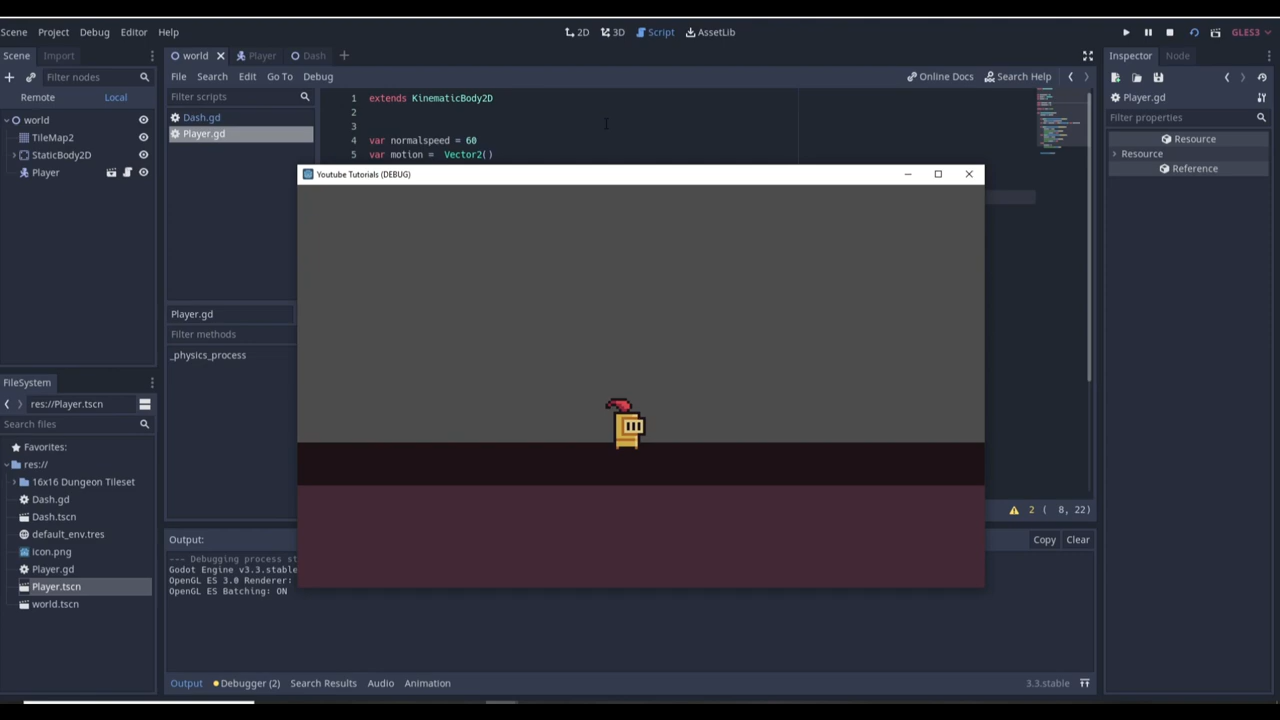 Scene Project Debug Editor Help
2D 3D Script AssetLib
GLES3
Scene Import
world Player Dash
Inspector Node
Filter nodes
File Search Edit Go To Debug
Online Docs Search Help
Remote Local
Filter scripts
Player.gd
Filter properties
world
TileMap2
StaticBody2D
Player
Dash.gd
Player.gd
1 extends KinematicBody2D
2
3
4 var normalspeed = 60
5 var motion = Vector2()
Resource
Resource
Reference
Youtube Tutorials (DEBUG)
Player.gd
Filter methods
_physics_process
FileSystem
res://Player.tscn
Search files
Favorites:
res://
16x16 Dungeon Tileset
Dash.gd
Dash.tscn
default_env.tres
icon.png
Player.gd
Player.tscn
world.tscn
2 ( 8, 22)
Output:
Copy Clear
--- Debugging process st
Godot Engine v3.3.stable
OpenGL ES 3.0 Renderer:
OpenGL ES Batching: ON
Output Debugger (2) Search Results Audio Animation
3.3.stable